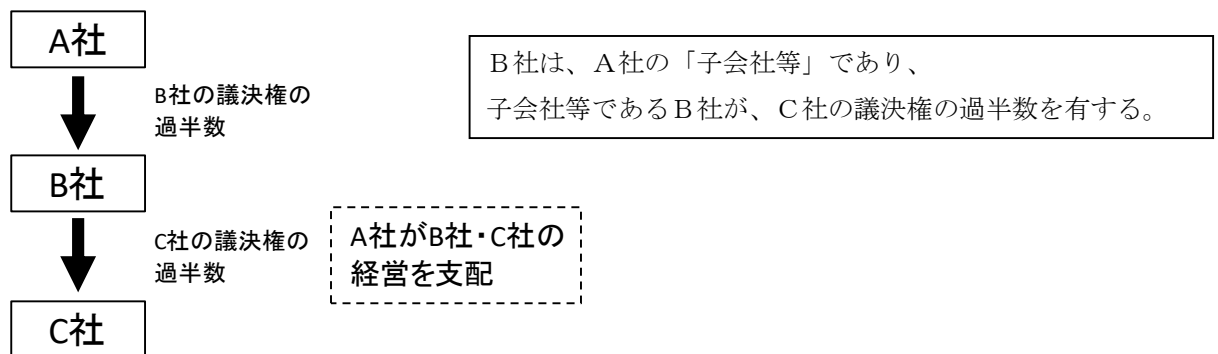 A社
B社は、A社の「子会社等」であり、
子会社等であるB社が、C社の議決権の過半数を有する。
B社の議決権の
過半数
B社
C社の議決権の
過半数
A社がB社・C社の
経営を支配
C社